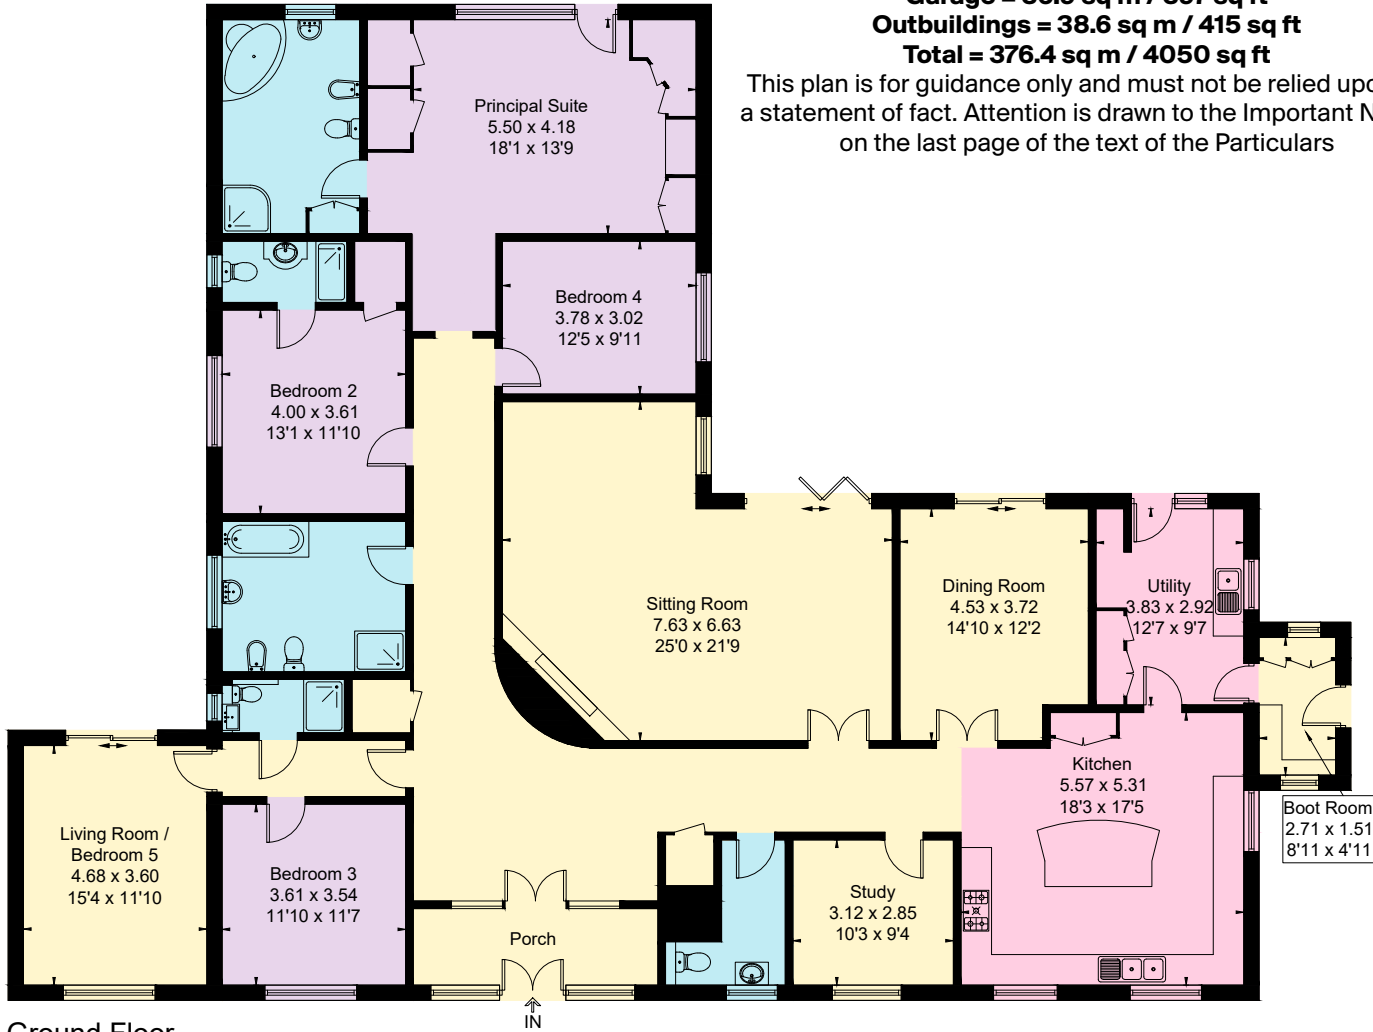 Outbuildings = 38.6 sq m / 415 sq ft
Total = 376.4 sq m / 4050 sq ft
This plan is for guidance only and must not be relied
a statement of fact. Attention is drawn to the Important
on the last page of the text of the Particulars
Principal Suite
5.50 x 4.18
18'1 x 13'9
Bedroom 4
3.78 x 3.02
12'5 x 9'11
Bedroom 2
4.00 x 3.61
13'1 x 11'10
Sitting Room
7.63 x 6.63
25'0 x 21'9
Dining Room
4.53 x 3.72
14'10 x 12'2
Utility
3.83 x 2.92
12'7 x 9'7
Kitchen
5.57 x 5.31
18'3 x 17'5
Boot Room
2.71 x 1.51
8'11 x 4'11
Living Room /
Bedroom 5
4.68 x 3.60
15'4 x 11'10
Bedroom 3
3.61 x 3.54
11'10 x 11'7
Study
3.12 x 2.85
10'3 x 9'4
Porch
IN
Ground Floor